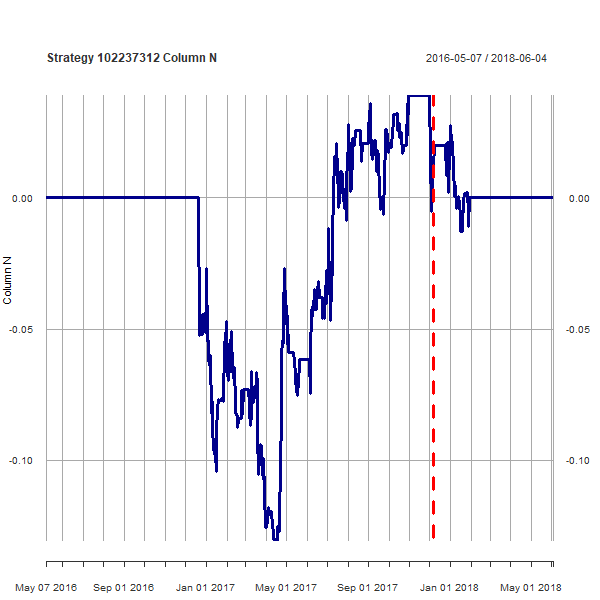 Strategy 102237312 Column N
2016-05-07 / 2018-06-04
Column N
0.00
0.00
-0.05
-0.05
-0.10
-0.10
May 07 2016
Sep 01 2016
Jan 01 2017
May 01 2017
Sep 01 2017
Jan 01 2018
May 01 2018